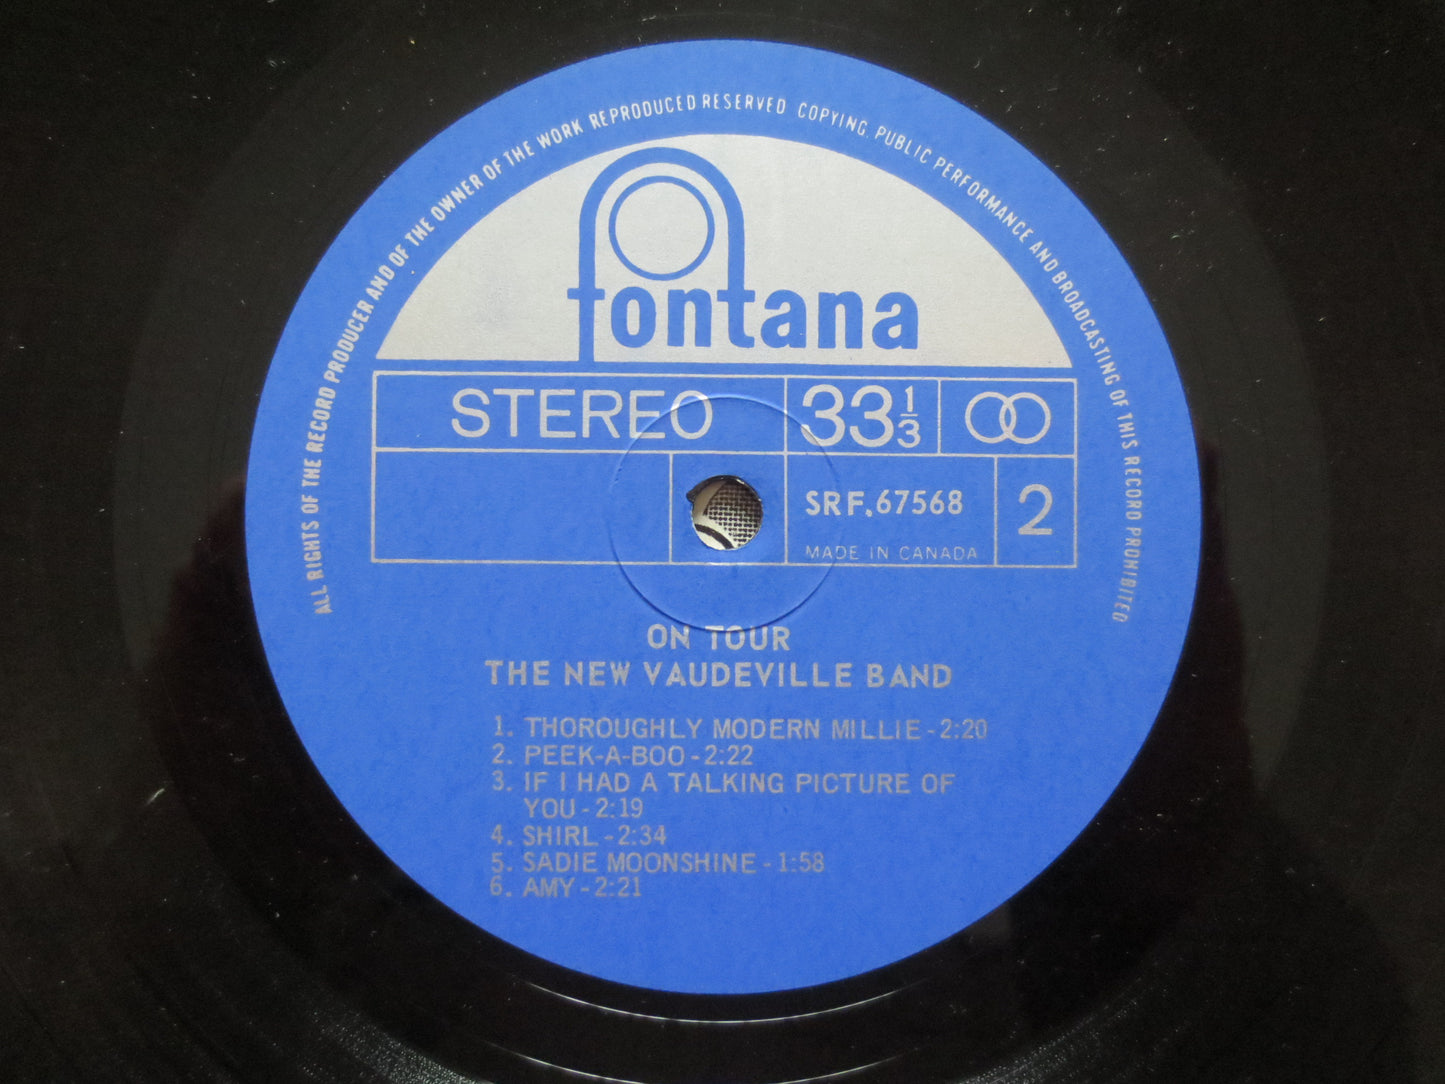 ALL RIGHTS OF THE RECORD PRODUCER AND OF THE OWNER OF THE WORK REPRODUCED RESERVED COPYING, PUBLIC PERFORMANCE AND BROADCASTING OF THIS RECORD PROHIBITED
fontana
STEREO 33 1/3
SRF.67568 2
MADE IN CANADA
ON TOUR
THE NEW VAUDEVILLE BAND
1. THOROUGHLY MODERN MILLIE - 2:20
2. PEEK-A-BOO - 2:22
3. IF I HAD A TALKING PICTURE OF
YOU - 2:19
4. SHIRL - 2:34
5. SADIE MOONSHINE - 1:58
6. AMY - 2:21